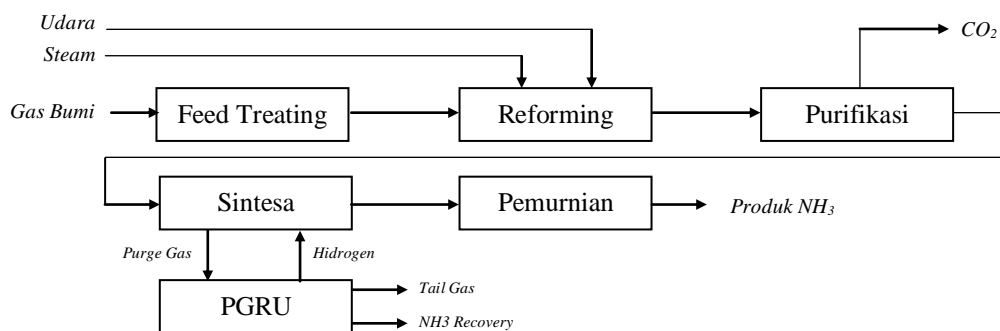 Udara
CO2
Steam
Gas Bumi
Feed Treating
Reforming
Purifikasi
Sintesa
Pemurnian
Produk NH3
Purge Gas
Hidrogen
Tail Gas
PGRU
NH3 Recovery